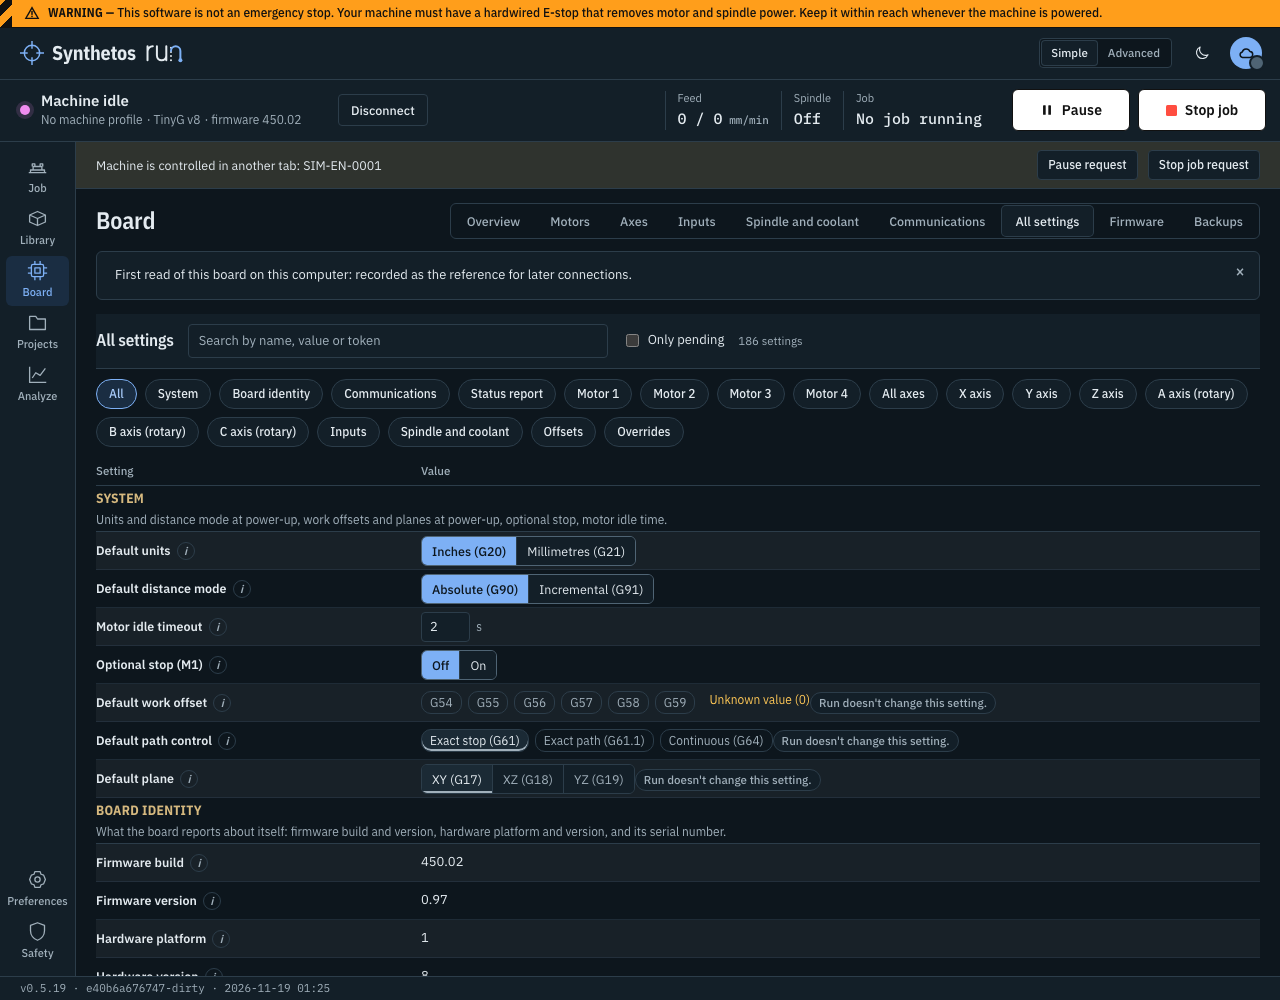 WARNING — This software is not an emergency stop. Your machine must have a hardwired E-stop that removes motor and spindle power. Keep it within reach whenever the machine is powered.
Synthetos run
Simple Advanced
Machine idle
No machine profile · TinyG v8 · firmware 450.02
Disconnect
Feed
0 / 0 mm/min
Spindle
Off
Job
No job running
Pause
Stop job
Machine is controlled in another tab: SIM-EN-0001
Pause request Stop job request
Job
Library
Board
Projects
Analyze
Preferences
Safety
Board
Overview Motors Axes Inputs Spindle and coolant Communications All settings Firmware Backups
First read of this board on this computer: recorded as the reference for later connections. ×
All settings Search by name, value or token Only pending 186 settings
All System Board identity Communications Status report Motor 1 Motor 2 Motor 3 Motor 4 All axes X axis Y axis Z axis A axis (rotary)
B axis (rotary) C axis (rotary) Inputs Spindle and coolant Offsets Overrides
Setting Value
SYSTEM
Units and distance mode at power-up, work offsets and planes at power-up, optional stop, motor idle time.
Default units i Inches (G20) Millimetres (G21)
Default distance mode i Absolute (G90) Incremental (G91)
Motor idle timeout i 2 s
Optional stop (M1) i Off On
Default work offset i G54 G55 G56 G57 G58 G59 Unknown value (0) Run doesn't change this setting.
Default path control i Exact stop (G61) Exact path (G61.1) Continuous (G64) Run doesn't change this setting.
Default plane i XY (G17) XZ (G18) YZ (G19) Run doesn't change this setting.
BOARD IDENTITY
What the board reports about itself: firmware build and version, hardware platform and version, and its serial number.
Firmware build i 450.02
Firmware version i 0.97
Hardware platform i 1
Hardware version i 8
v0.5.19 · e40b6a676747-dirty · 2026-11-19 01:25